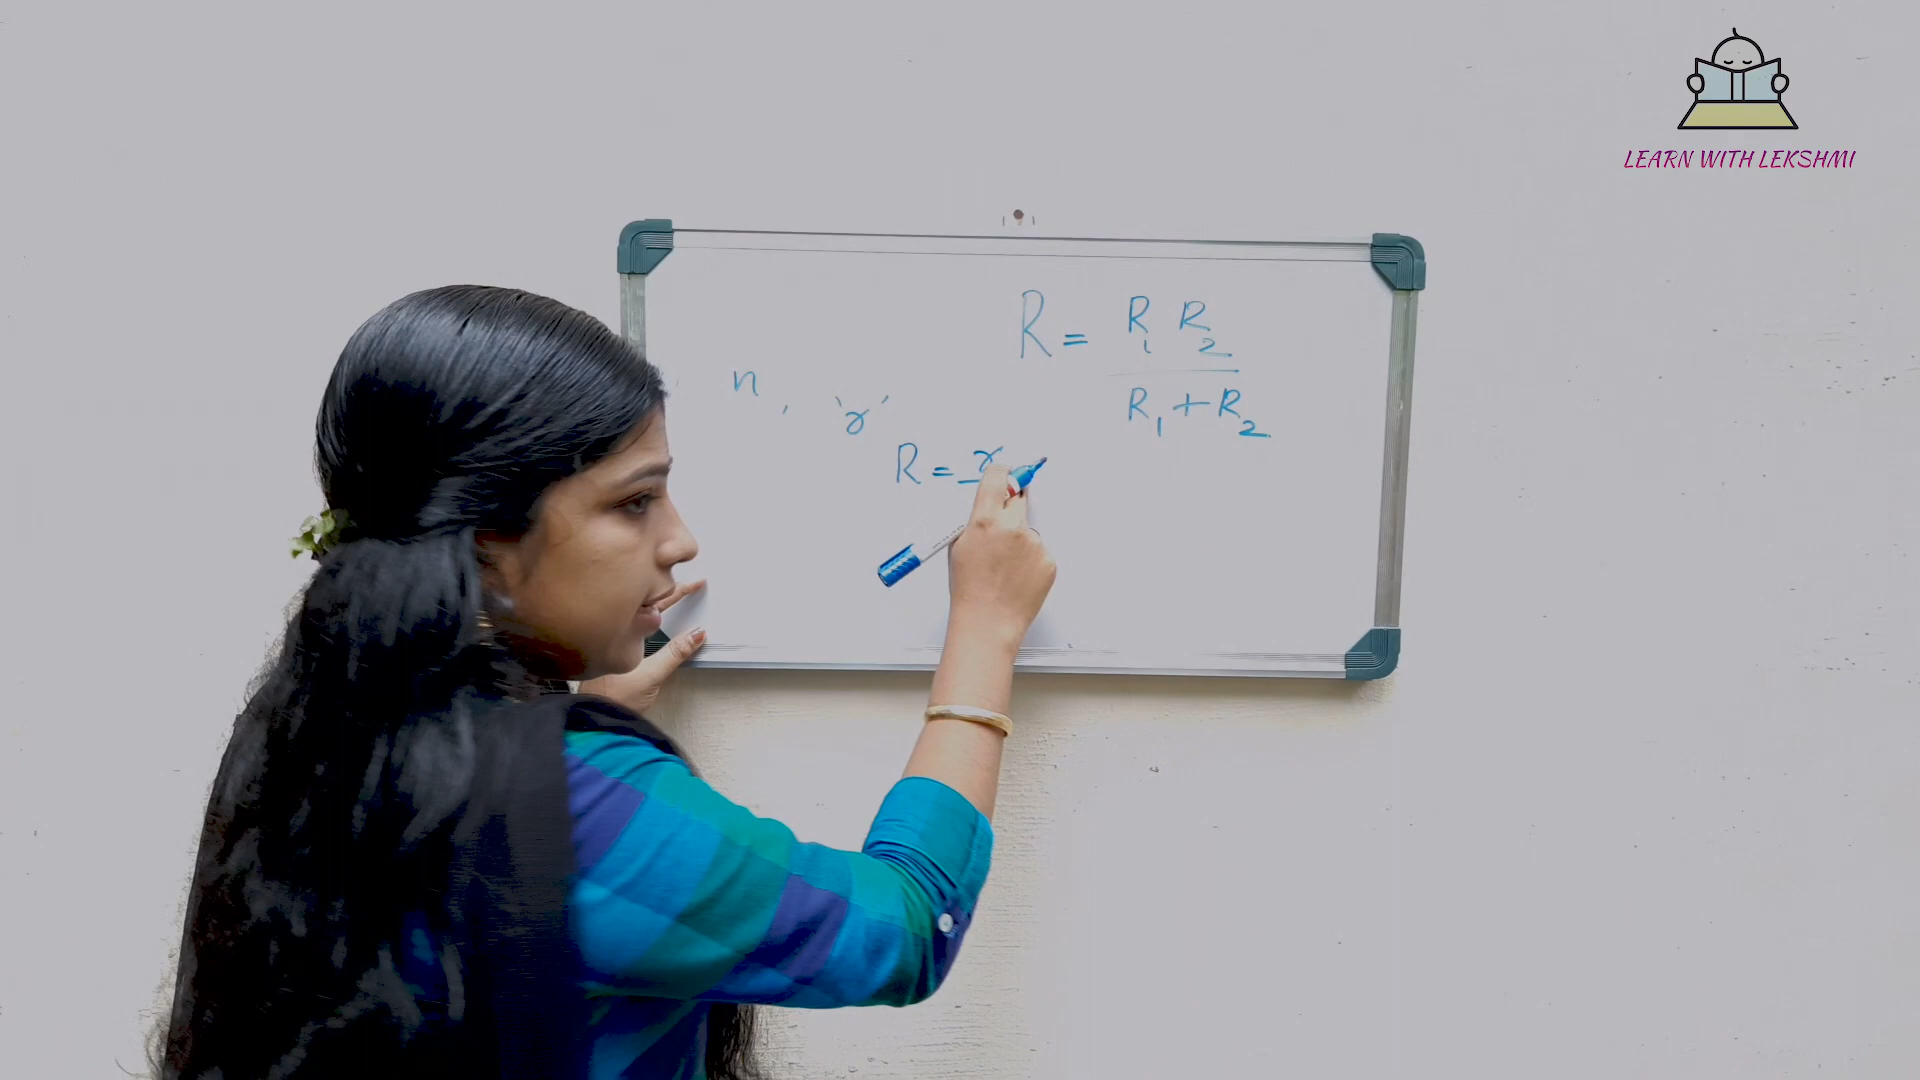 LEARN WITH LEKSHMI
R = R₁ R₂
R₁ + R₂
n, 'r'
R = r